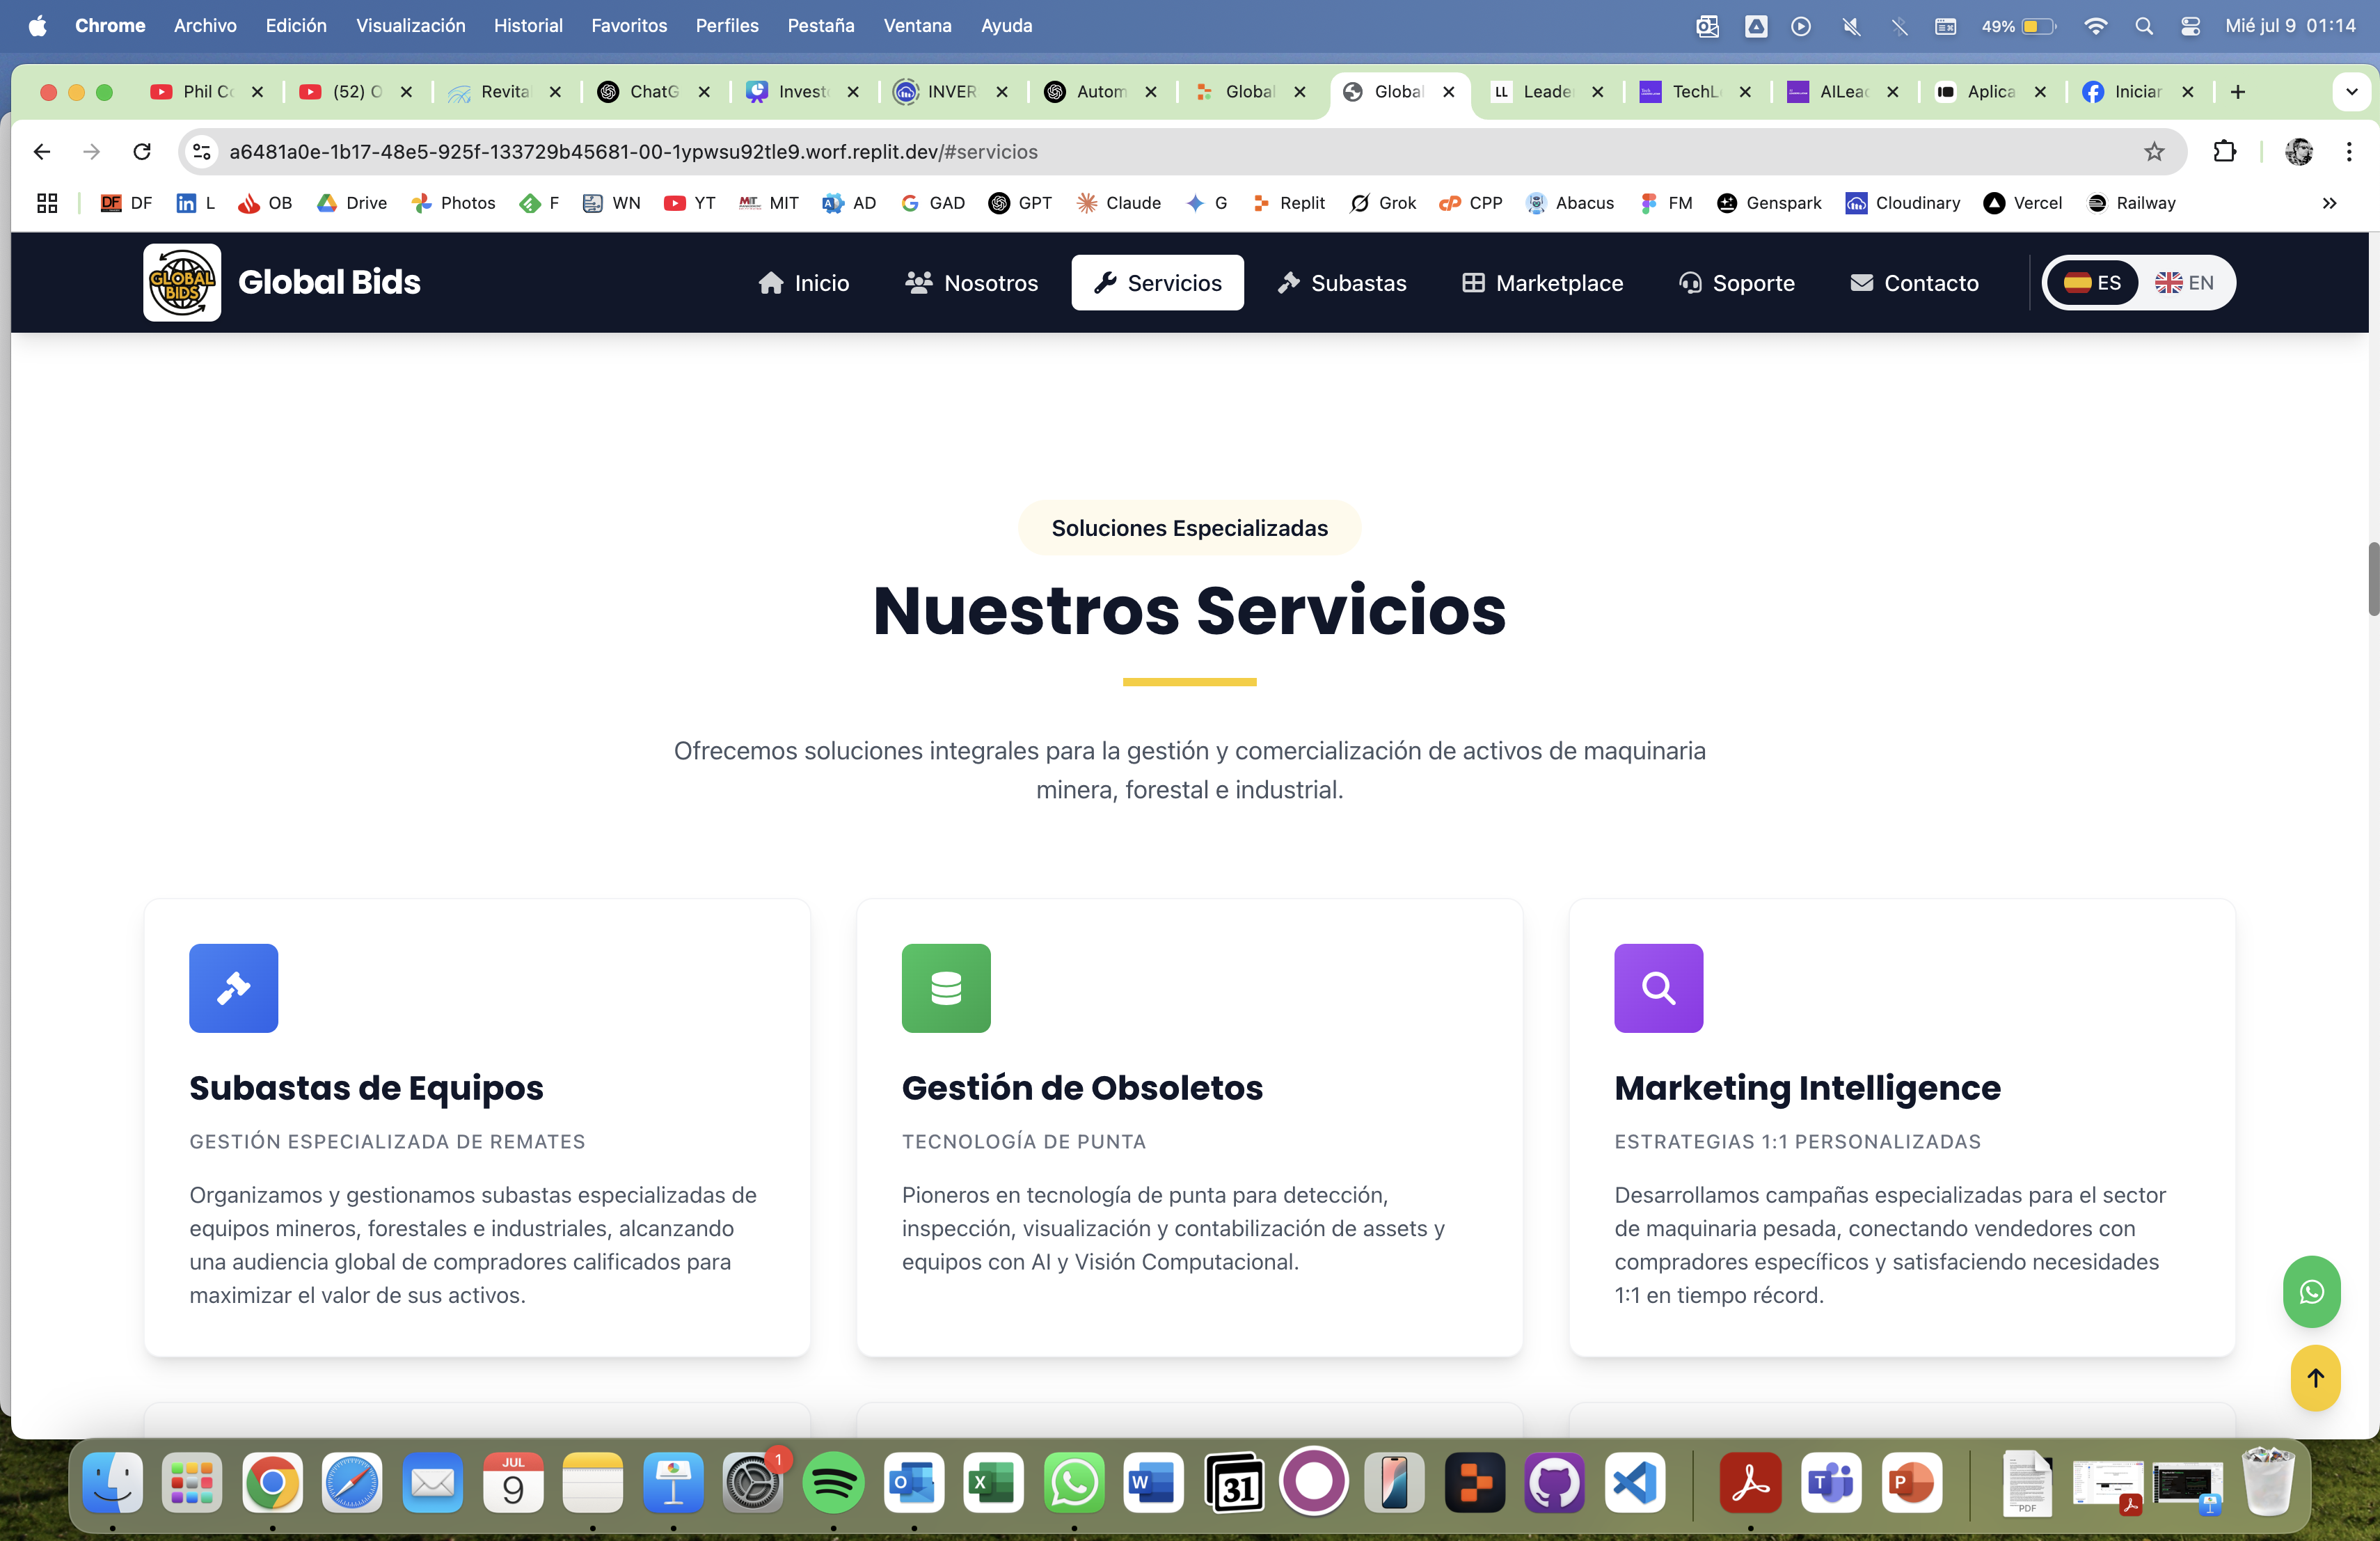 Chrome Archivo Edición Visualización Historial Favoritos Perfiles Pestaña Ventana Ayuda 49% Mié jul 9 01:14
Phil Co (52) O Revita ChatG Invest INVER Autom Global Global Leade TechL AILea Aplica Iniciar
a6481a0e-1b17-48e5-925f-133729b45681-00-1ypwsu92tle9.worf.replit.dev/#servicios
DF L OB Drive Photos F WN YT MIT AD GAD GPT Claude G Replit Grok CPP Abacus FM Genspark Cloudinary Vercel Railway
GLOBAL BIDS
Global Bids Inicio Nosotros Servicios Subastas Marketplace Soporte Contacto ES EN
Soluciones Especializadas
Nuestros Servicios
Ofrecemos soluciones integrales para la gestión y comercialización de activos de maquinaria
minera, forestal e industrial.
Subastas de Equipos
GESTIÓN ESPECIALIZADA DE REMATES
Organizamos y gestionamos subastas especializadas de
equipos mineros, forestales e industriales, alcanzando
una audiencia global de compradores calificados para
maximizar el valor de sus activos.
Gestión de Obsoletos
TECNOLOGÍA DE PUNTA
Pioneros en tecnología de punta para detección,
inspección, visualización y contabilización de assets y
equipos con AI y Visión Computacional.
Marketing Intelligence
ESTRATEGIAS 1:1 PERSONALIZADAS
Desarrollamos campañas especializadas para el sector
de maquinaria pesada, conectando vendedores con
compradores específicos y satisfaciendo necesidades
1:1 en tiempo récord.
JUL
9
1
31
PDF